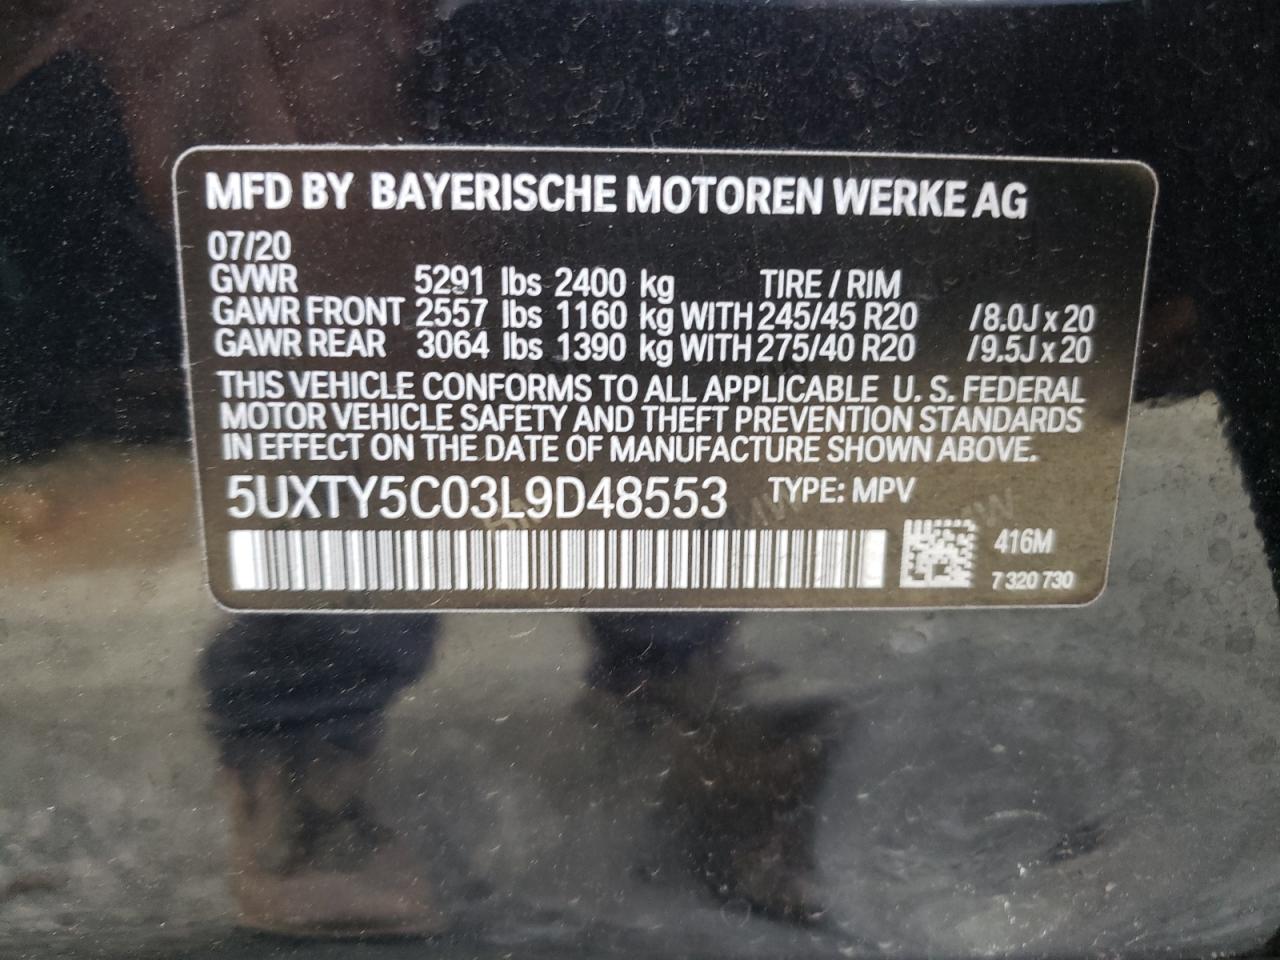 MFD BY BAYERISCHE MOTOREN WERKE AG
07/20
GVWR 5291 lbs 2400 kg TIRE / RIM
GAWR FRONT 2557 lbs 1160 kg WITH 245/45 R20 /8.0J x 20
GAWR REAR 3064 lbs 1390 kg WITH 275/40 R20 /9.5J x 20
THIS VEHICLE CONFORMS TO ALL APPLICABLE U. S. FEDERAL
MOTOR VEHICLE SAFETY AND THEFT PREVENTION STANDARDS
IN EFFECT ON THE DATE OF MANUFACTURE SHOWN ABOVE.
5UXTY5C03L9D48553 TYPE: MPV
416M
7 320 730